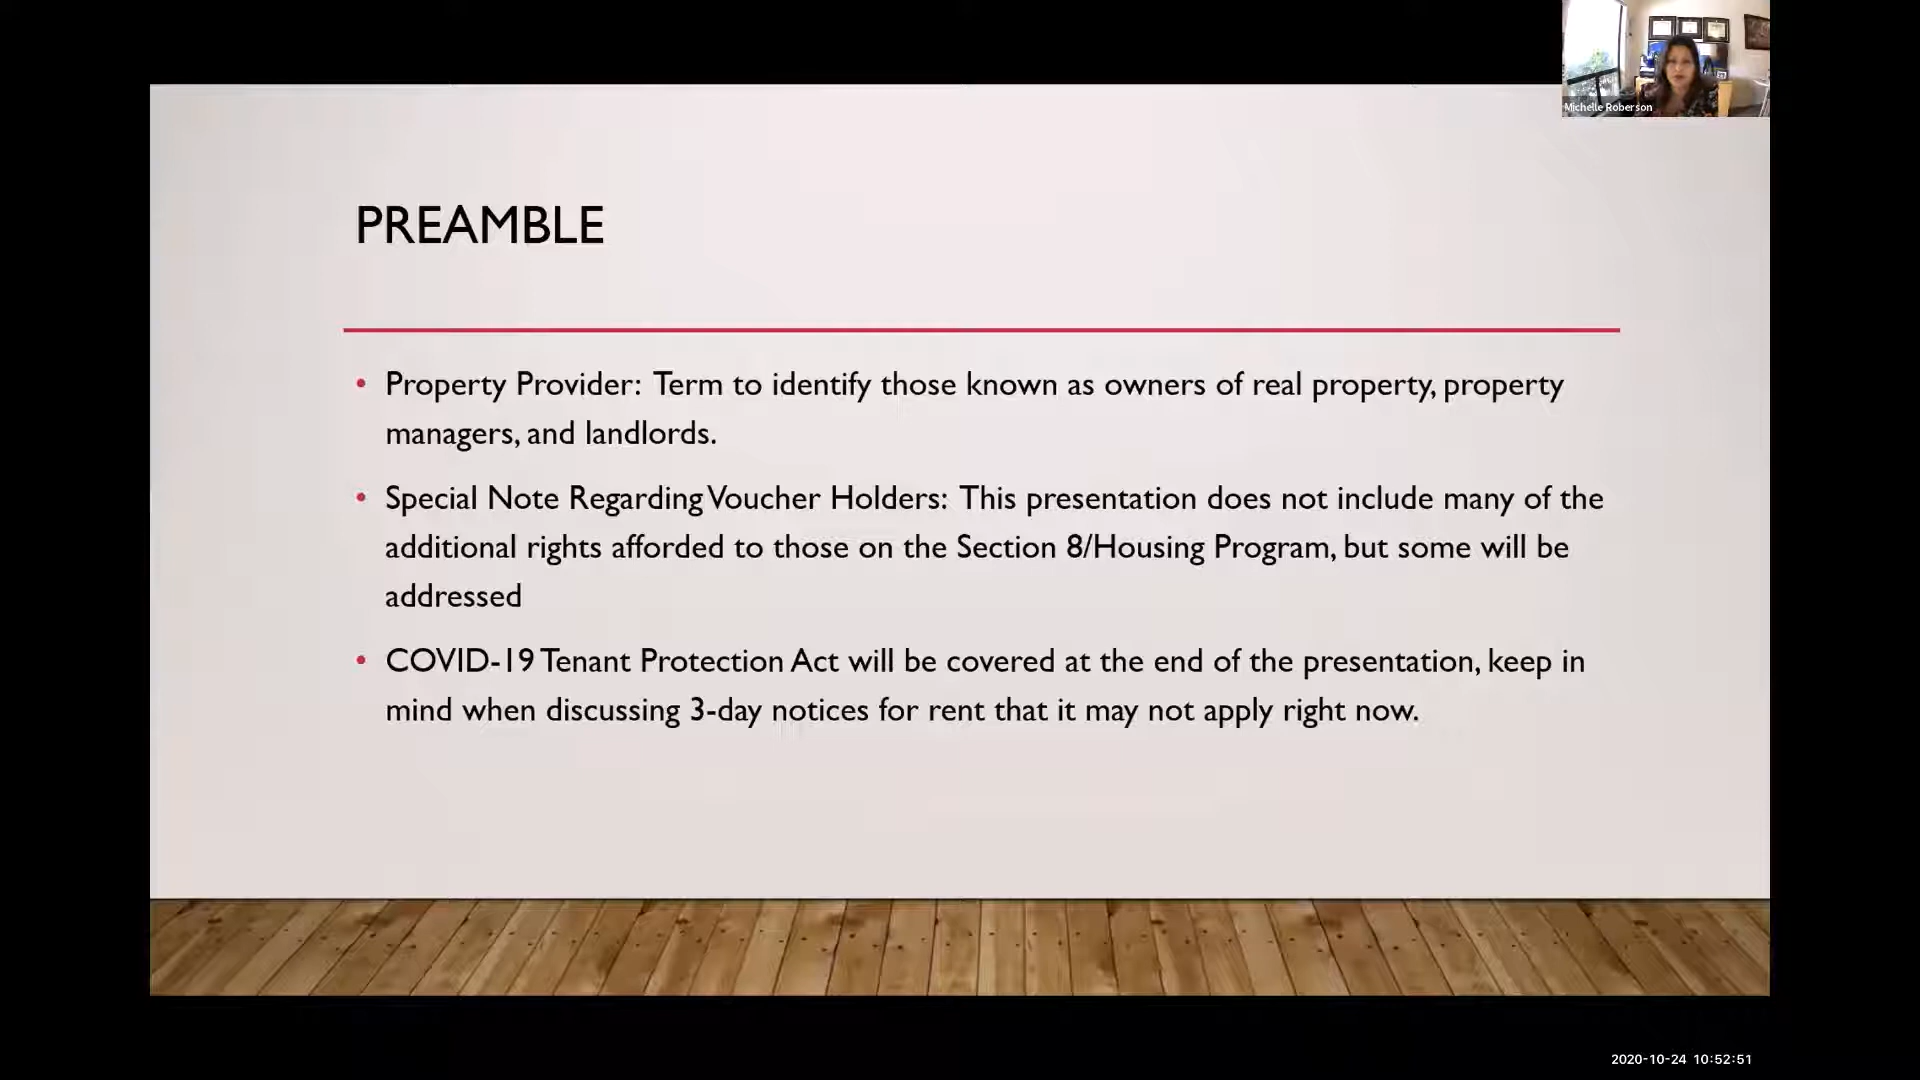 Michelle Roberson
PREAMBLE
• Property Provider: Term to identify those known as owners of real property, property
managers, and landlords.
• Special Note Regarding Voucher Holders: This presentation does not include many of the
additional rights afforded to those on the Section 8/Housing Program, but some will be
addressed
• COVID-19 Tenant Protection Act will be covered at the end of the presentation, keep in
mind when discussing 3-day notices for rent that it may not apply right now.
2020-10-24 10:52:51